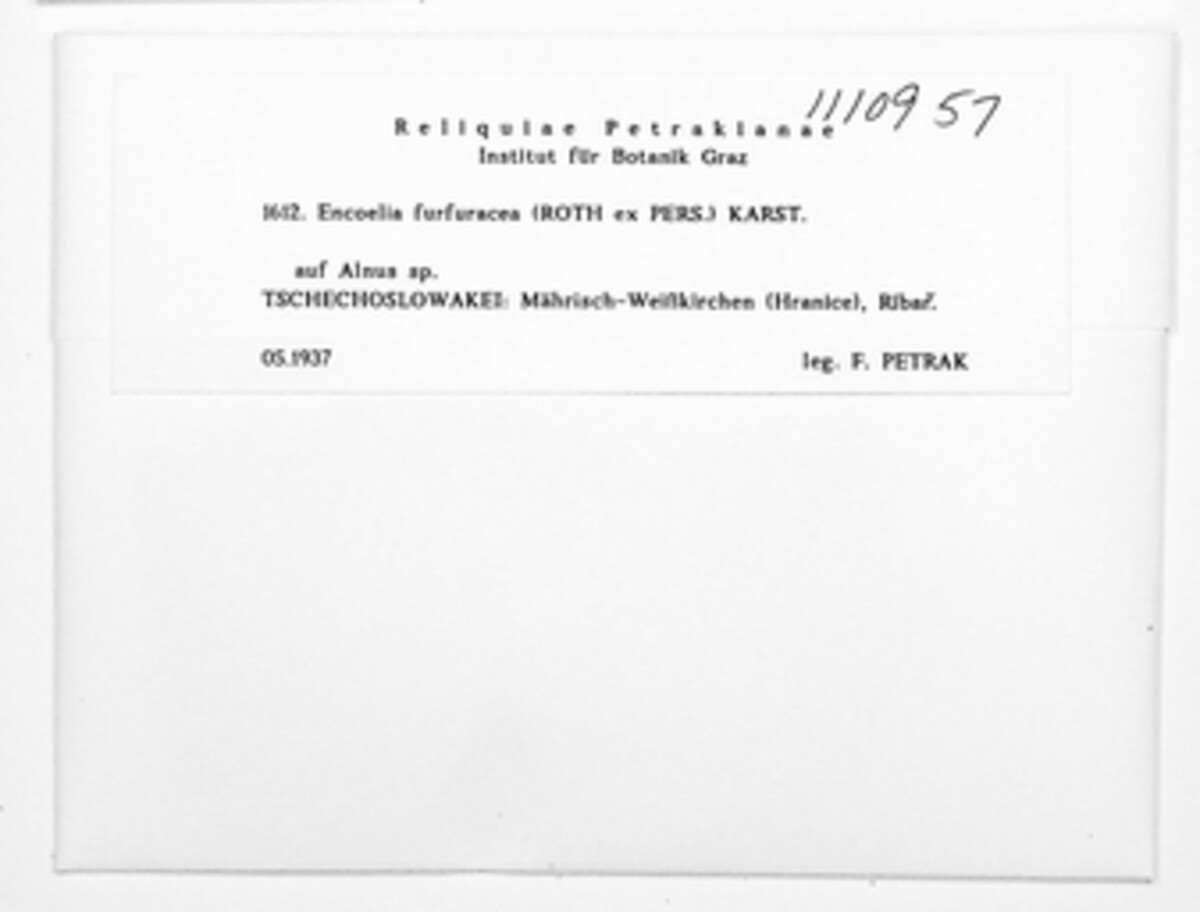 1110957
Reliquiae Petrakianae
Institut für Botanik Graz
1612. Encoelia furfuracea (ROTH ex PERS.) KARST.
auf Alnus sp.
TSCHECHOSLOWAKEI: Mährisch-Weißkirchen (Hranice), Ribař.
05.1937 leg. F. PETRAK